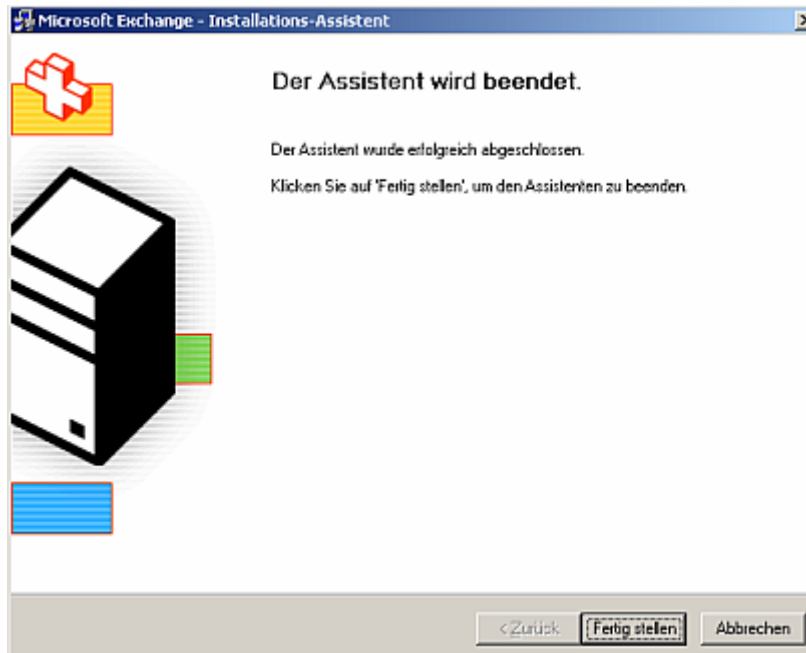 Microsoft Exchange - Installations-Assistent
Der Assistent wird beendet.
Der Assistent wurde erfolgreich abgeschlossen.
Klicken Sie auf 'Fertig stellen', um den Assistenten zu beenden.
< Zurück Fertig stellen Abbrechen